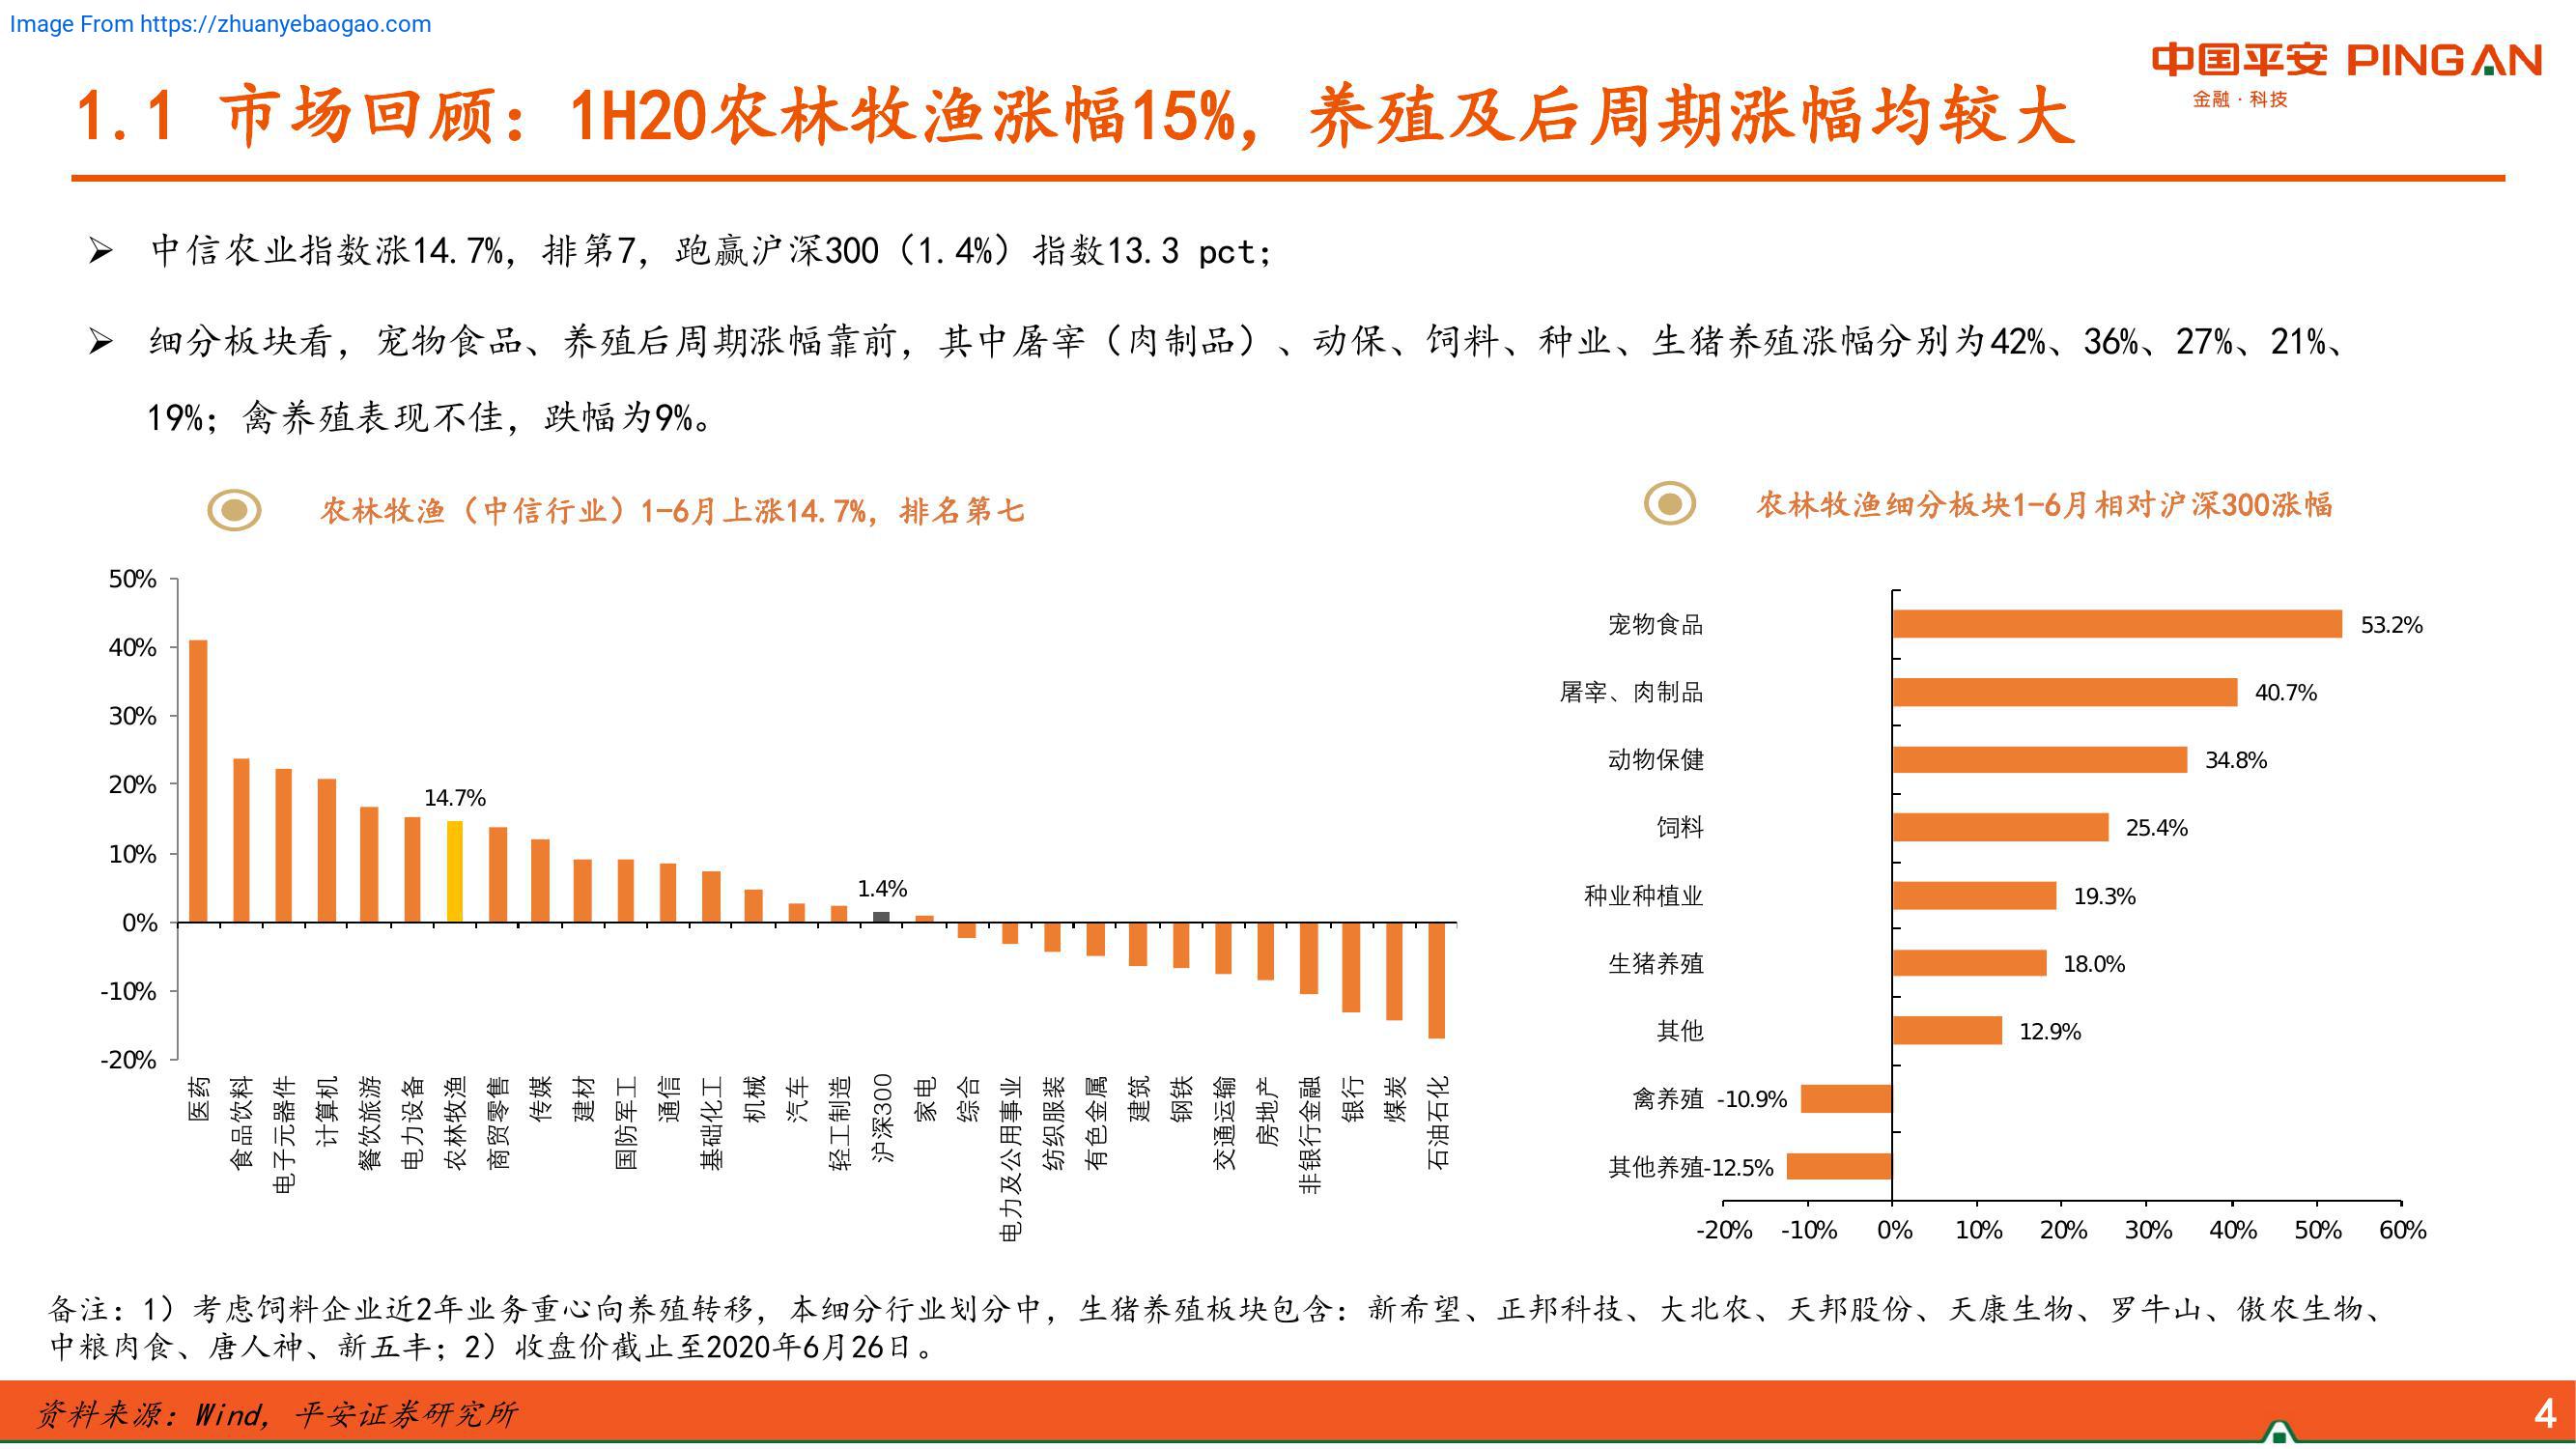 Image From https://zhuanyebaogao.com
中国平安 PINGAN
金融·科技
1.1 市场回顾：1H20农林牧渔涨幅15%，养殖及后周期涨幅均较大
中信农业指数涨14.7%，排第7，跑赢沪深300（1.4%）指数13.3 pct；
细分板块看，宠物食品、养殖后周期涨幅靠前，其中屠宰（肉制品）、动保、饲料、种业、生猪养殖涨幅分别为42%、36%、27%、21%、
19%；禽养殖表现不佳，跌幅为9%。
农林牧渔（中信行业）1-6月上涨14.7%，排名第七
50%
40%
30%
20%
10%
0%
-10%
-20%
14.7%
1.4%
医药
食品饮料
电子元器件
计算机
餐饮旅游
电力设备
农林牧渔
商贸零售
传媒
建材
国防军工
通信
基础化工
机械
汽车
轻工制造
沪深300
家电
综合
电力及公用事业
纺织服装
有色金属
建筑
钢铁
交通运输
房地产
非银行金融
银行
煤炭
石油石化
农林牧渔细分板块1-6月相对沪深300涨幅
宠物食品 53.2%
屠宰、肉制品 40.7%
动物保健 34.8%
饲料 25.4%
种业种植业 19.3%
生猪养殖 18.0%
其他 12.9%
禽养殖 -10.9%
其他养殖 -12.5%
-20% -10% 0% 10% 20% 30% 40% 50% 60%
备注：1）考虑饲料企业近2年业务重心向养殖转移，本细分行业划分中，生猪养殖板块包含：新希望、正邦科技、大北农、天邦股份、天康生物、罗牛山、傲农生物、
中粮肉食、唐人神、新五丰；2）收盘价截止至2020年6月26日。
资料来源：Wind，平安证券研究所
4